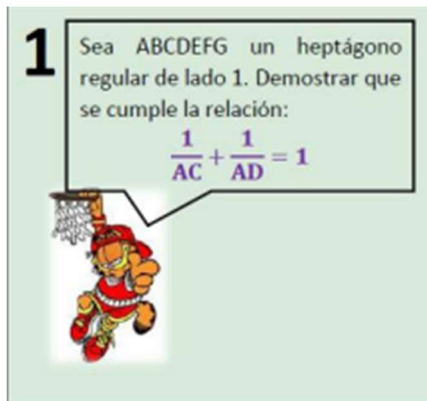 1
Sea ABCDEFG un heptágono
regular de lado 1. Demostrar que
se cumple la relación:
1/AC + 1/AD = 1